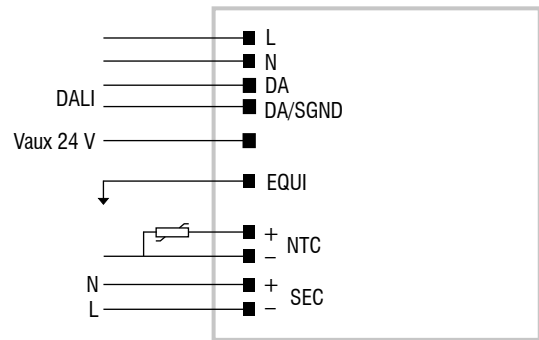 L
N
DA
DALI
DA/SGND
Vaux 24 V
EQUI
+
NTC
−
N
+
SEC
L
−